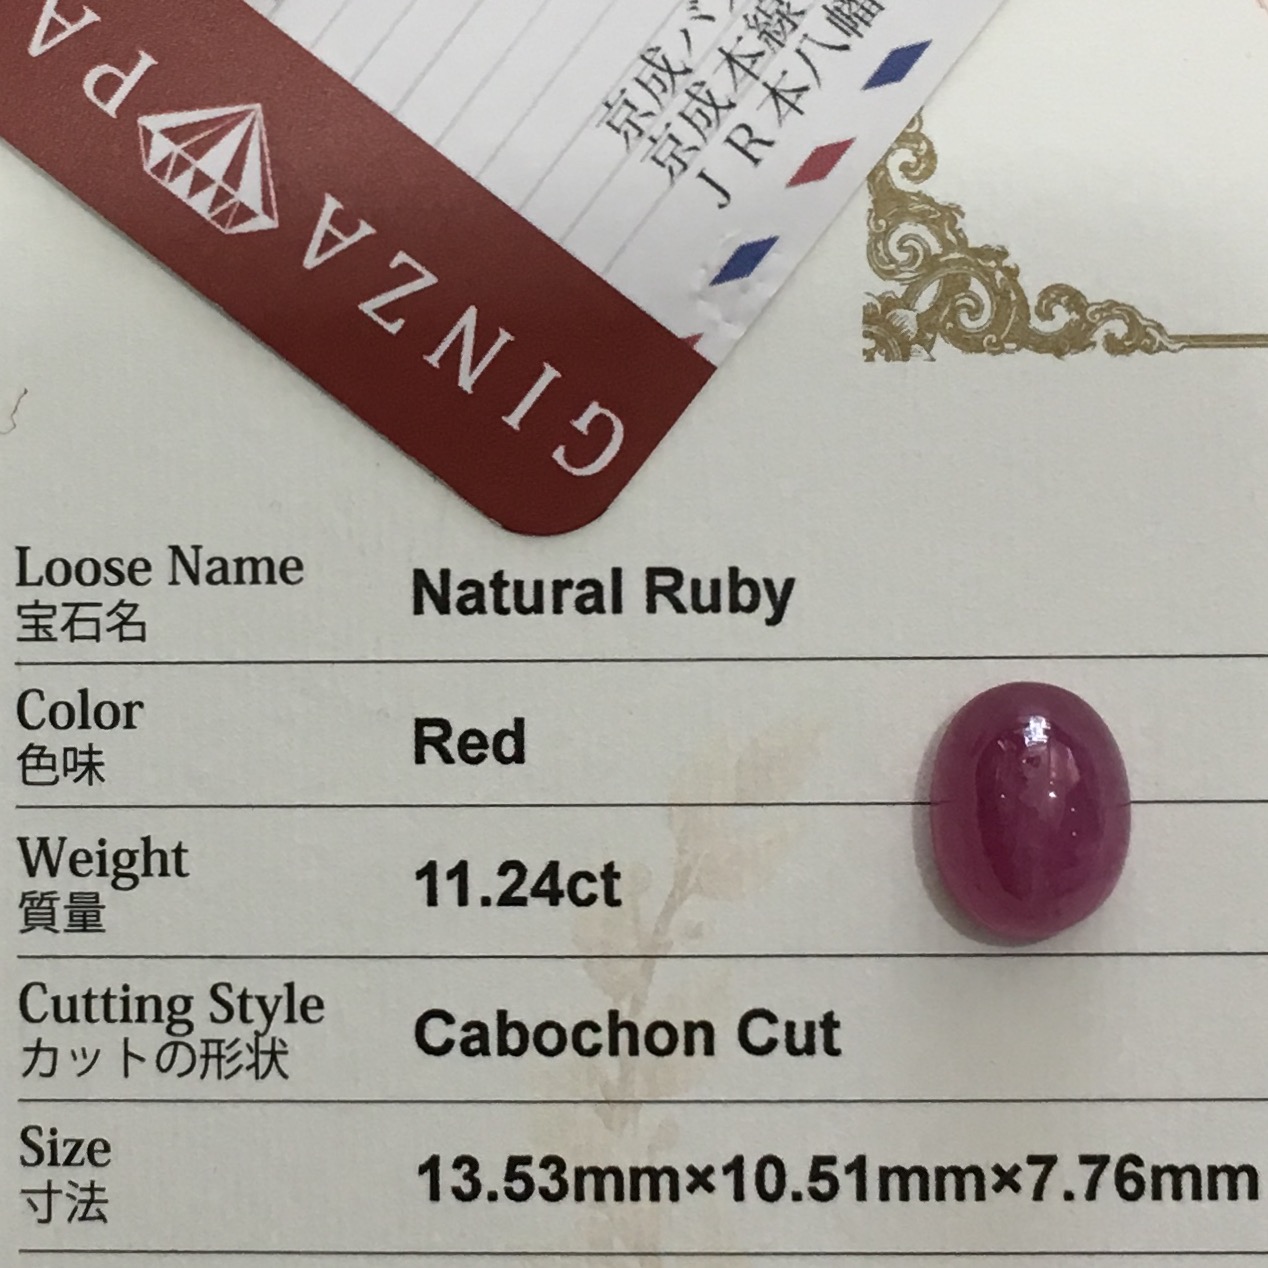 GINZA PA
京成バス
京成本線
JR本八幡
Loose Name
宝石名
Natural Ruby
Color
色味
Red
Weight
質量
11.24ct
Cutting Style
カットの形状
Cabochon Cut
Size
寸法
13.53mm×10.51mm×7.76mm